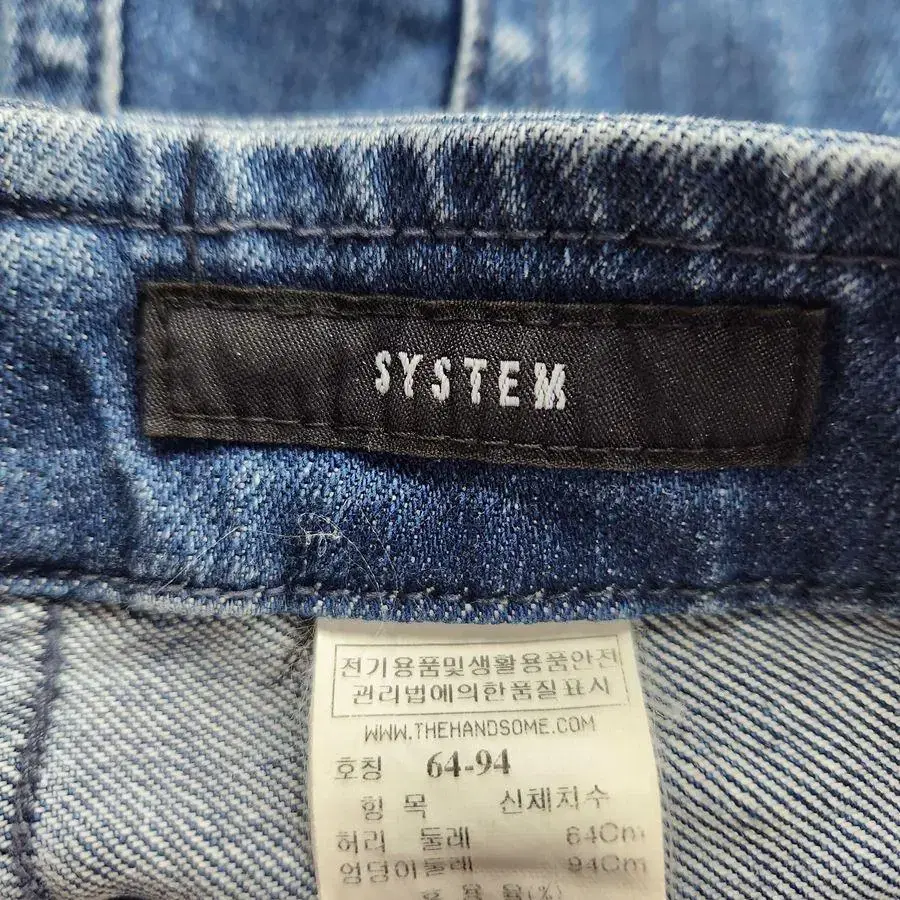 SYSTEM
전기용품및생활용품안전
관리법에의한품질표시
WWW.THEHANDSOME.COM
호칭 64-94
항 목 신체치수
허리 둘레 64Cm
엉덩이둘레 94Cm